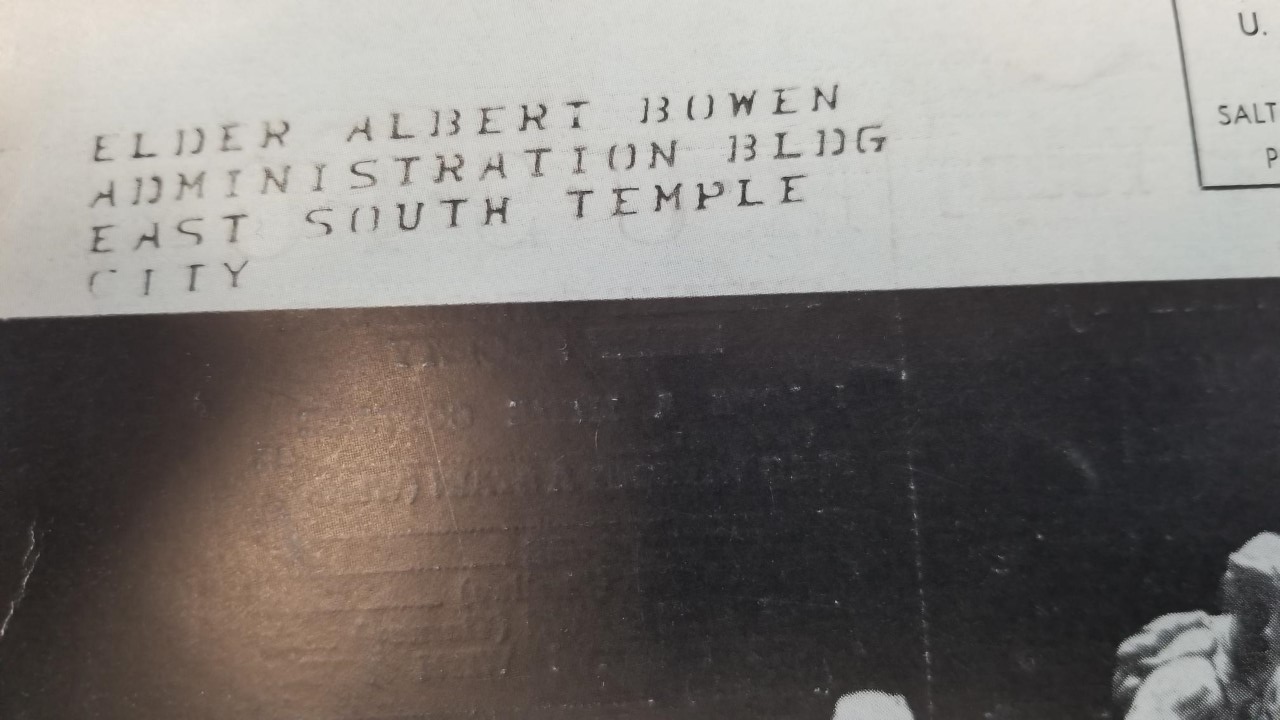 ELDER ALBERT BOWEN
ADMINISTRATION BLDG
EAST SOUTH TEMPLE
CITY
U.
SALT
P